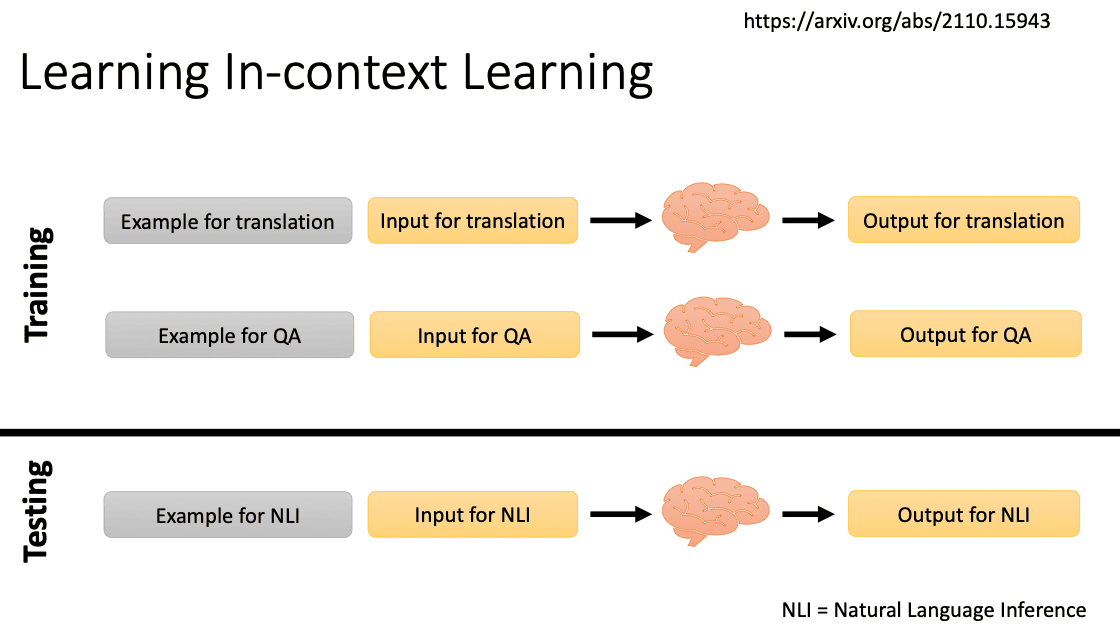 https://arxiv.org/abs/2110.15943
Learning In-context Learning
Training
Example for translation
Input for translation
Output for translation
Example for QA
Input for QA
Output for QA
Testing
Example for NLI
Input for NLI
Output for NLI
NLI = Natural Language Inference